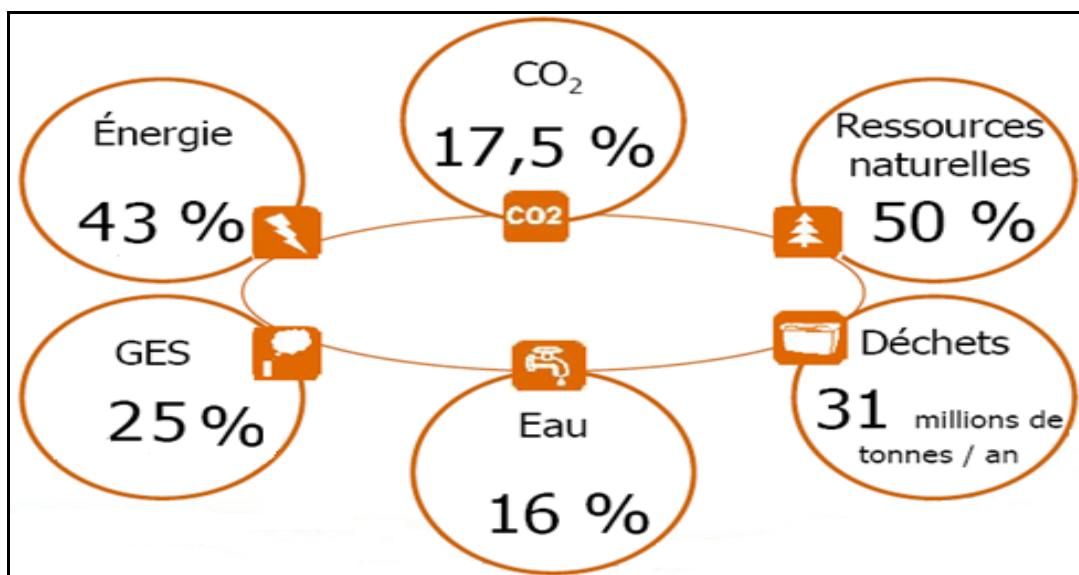 CO₂
17,5 %
Énergie
43 %
Ressources
naturelles
50 %
CO2
GES
25 %
Déchets
31 millions de
tonnes / an
Eau
16 %